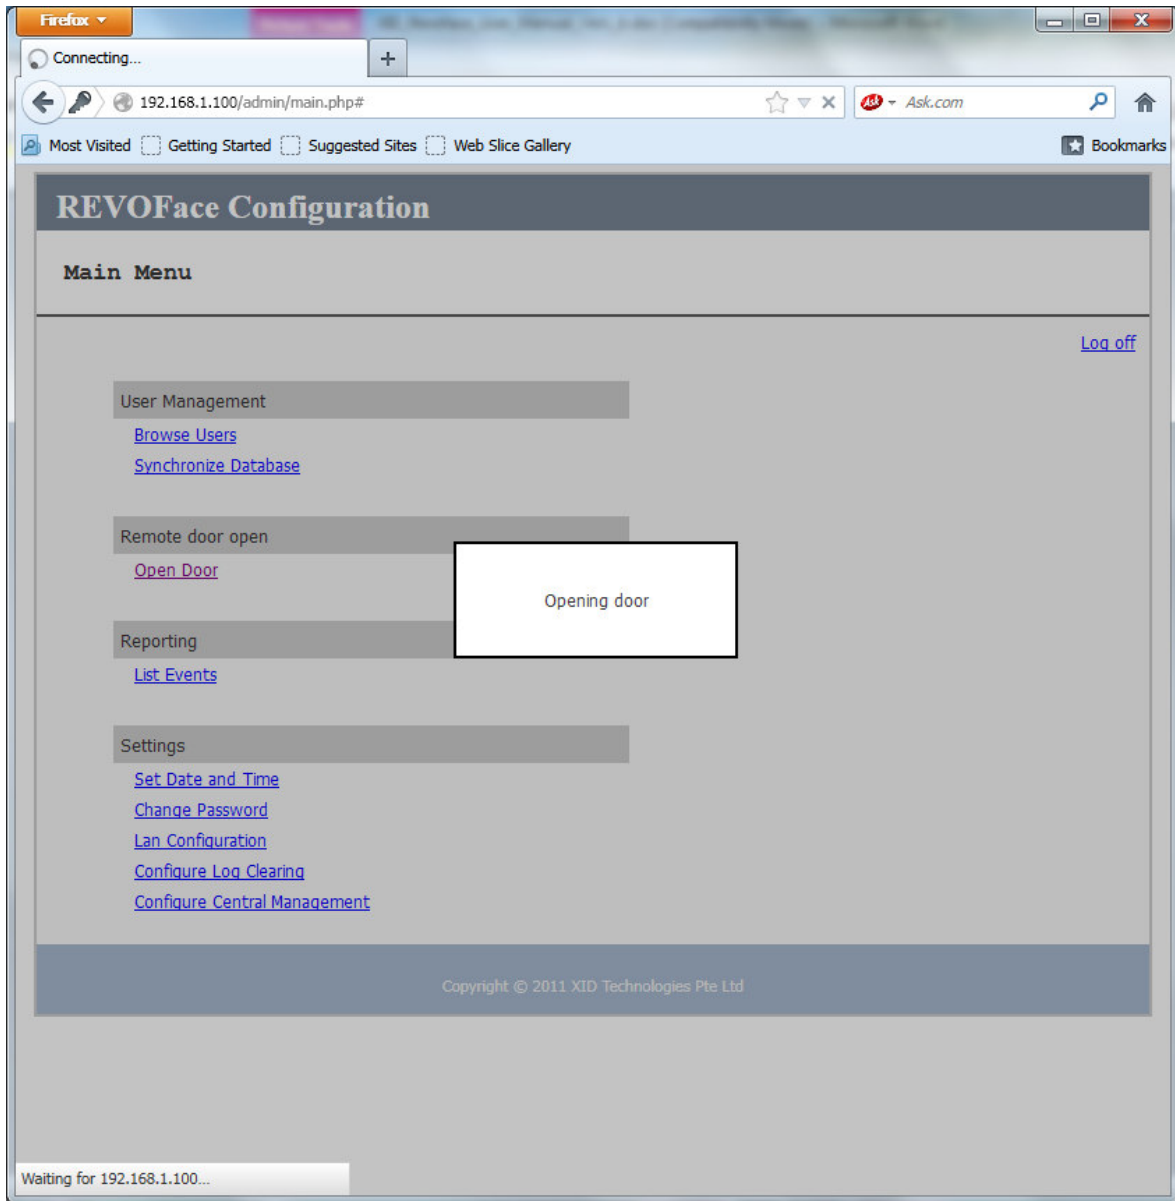 Firefox
Connecting...
192.168.1.100/admin/main.php#
Ask Ask.com
Most Visited Getting Started Suggested Sites Web Slice Gallery Bookmarks
REVOFace Configuration
Main Menu
Log off
User Management
Browse Users
Synchronize Database
Remote door open
Open Door
Opening door
Reporting
List Events
Settings
Set Date and Time
Change Password
Lan Configuration
Configure Log Clearing
Configure Central Management
Copyright © 2011 XID Technologies Pte Ltd
Waiting for 192.168.1.100...